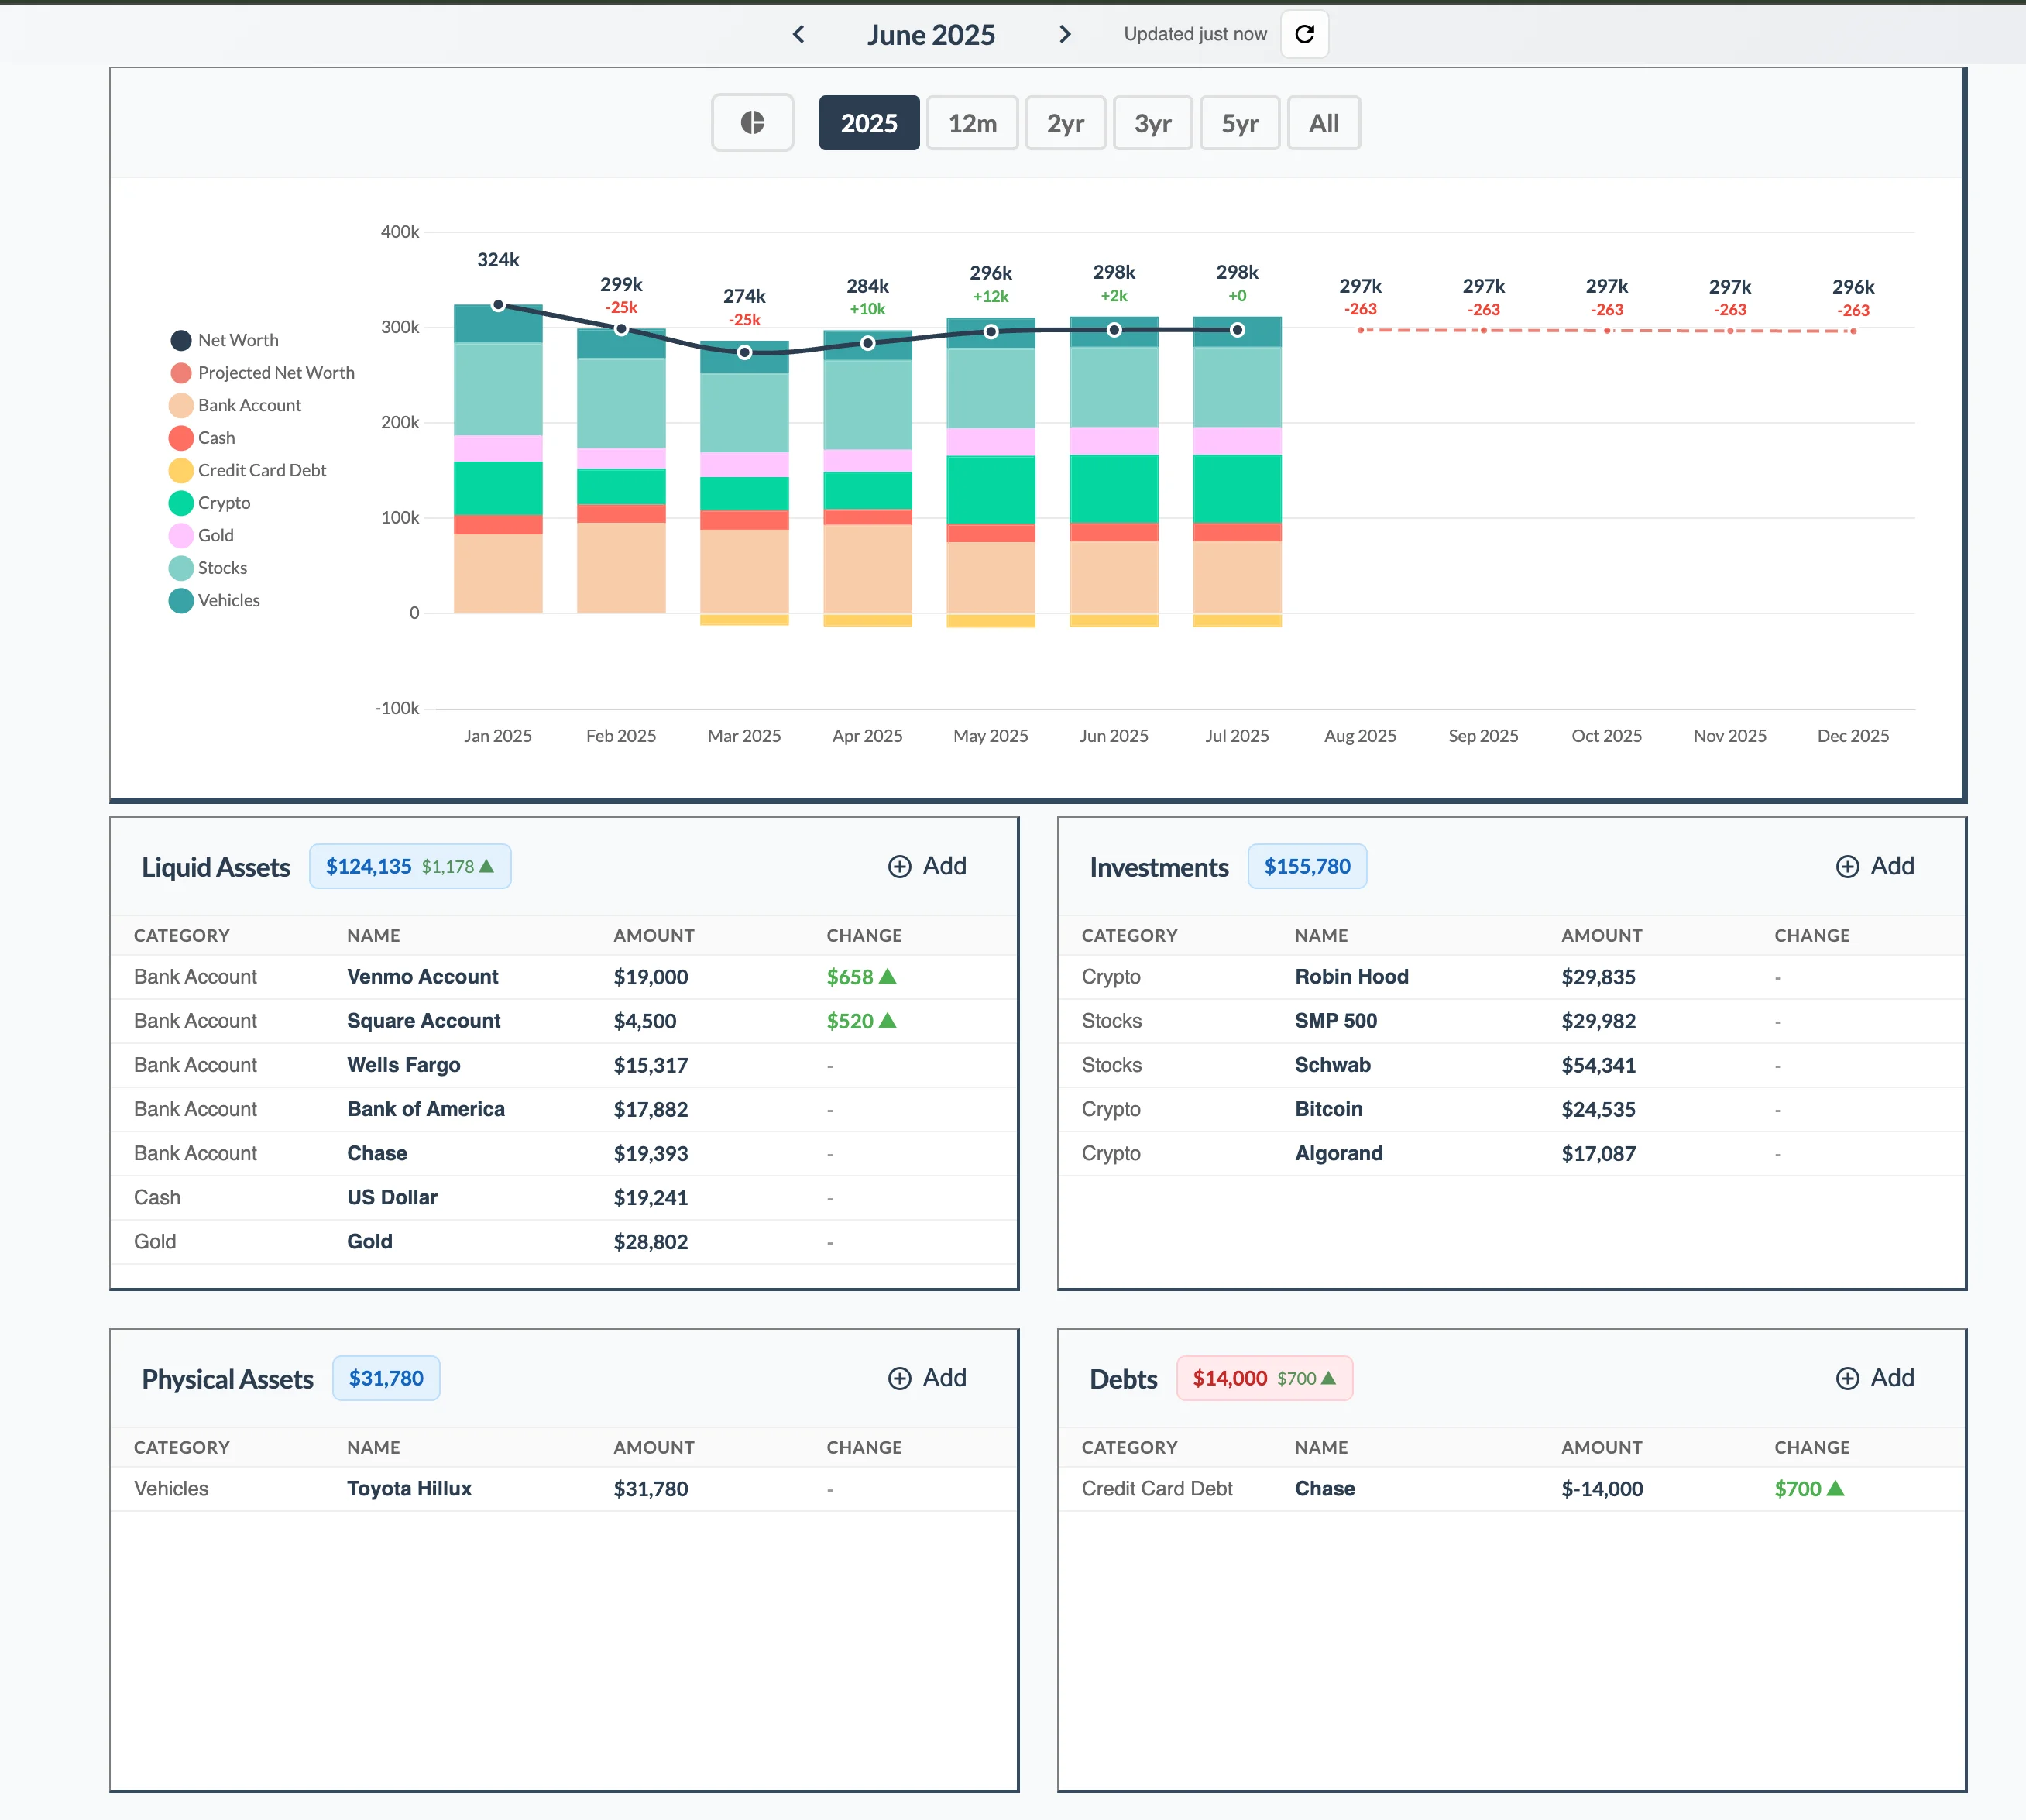 June 2025 Updated just now
2025 12m 2yr 3yr 5yr All
400k
300k
200k
100k
0
-100k
Net Worth
Projected Net Worth
Bank Account
Cash
Credit Card Debt
Crypto
Gold
Stocks
Vehicles
324k
299k
-25k
274k
-25k
284k
+10k
296k
+12k
298k
+2k
298k
+0
297k
-263
297k
-263
297k
-263
297k
-263
296k
-263
Jan 2025 Feb 2025 Mar 2025 Apr 2025 May 2025 Jun 2025 Jul 2025 Aug 2025 Sep 2025 Oct 2025 Nov 2025 Dec 2025
Liquid Assets $124,135 $1,178 ▲ Add
CATEGORY NAME AMOUNT CHANGE
Bank Account Venmo Account $19,000 $658 ▲
Bank Account Square Account $4,500 $520 ▲
Bank Account Wells Fargo $15,317 -
Bank Account Bank of America $17,882 -
Bank Account Chase $19,393 -
Cash US Dollar $19,241 -
Gold Gold $28,802 -
Investments $155,780 Add
CATEGORY NAME AMOUNT CHANGE
Crypto Robin Hood $29,835 -
Stocks SMP 500 $29,982 -
Stocks Schwab $54,341 -
Crypto Bitcoin $24,535 -
Crypto Algorand $17,087 -
Physical Assets $31,780 Add
CATEGORY NAME AMOUNT CHANGE
Vehicles Toyota Hillux $31,780 -
Debts $14,000 $700 ▲ Add
CATEGORY NAME AMOUNT CHANGE
Credit Card Debt Chase $-14,000 $700 ▲